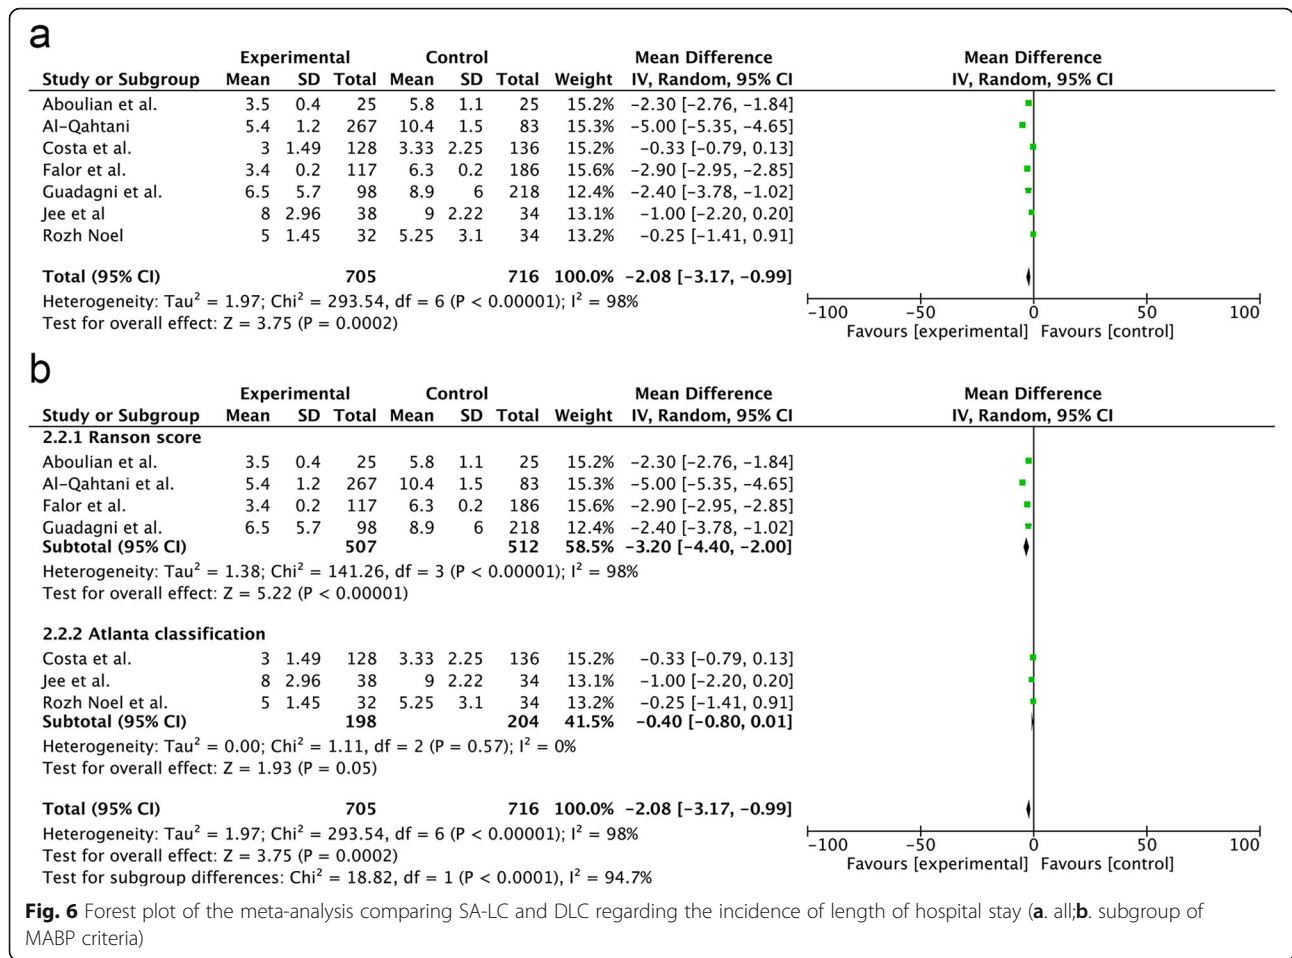 a
Experimental Control Mean Difference Mean Difference
Study or Subgroup Mean SD Total Mean SD Total Weight IV, Random, 95% CI IV, Random, 95% CI
Aboulian et al. 3.5 0.4 25 5.8 1.1 25 15.2% −2.30 [−2.76, −1.84]
Al-Qahtani 5.4 1.2 267 10.4 1.5 83 15.3% −5.00 [−5.35, −4.65]
Costa et al. 3 1.49 128 3.33 2.25 136 15.2% −0.33 [−0.79, 0.13]
Falor et al. 3.4 0.2 117 6.3 0.2 186 15.6% −2.90 [−2.95, −2.85]
Guadagni et al. 6.5 5.7 98 8.9 6 218 12.4% −2.40 [−3.78, −1.02]
Jee et al 8 2.96 38 9 2.22 34 13.1% −1.00 [−2.20, 0.20]
Rozh Noel 5 1.45 32 5.25 3.1 34 13.2% −0.25 [−1.41, 0.91]
Total (95% CI) 705 716 100.0% −2.08 [−3.17, −0.99]
Heterogeneity: Tau² = 1.97; Chi² = 293.54, df = 6 (P < 0.00001); I² = 98%
Test for overall effect: Z = 3.75 (P = 0.0002)
−100 −50 0 50 100
Favours [experimental] Favours [control]
b
Experimental Control Mean Difference Mean Difference
Study or Subgroup Mean SD Total Mean SD Total Weight IV, Random, 95% CI IV, Random, 95% CI
2.2.1 Ranson score
Aboulian et al. 3.5 0.4 25 5.8 1.1 25 15.2% −2.30 [−2.76, −1.84]
Al-Qahtani et al. 5.4 1.2 267 10.4 1.5 83 15.3% −5.00 [−5.35, −4.65]
Falor et al. 3.4 0.2 117 6.3 0.2 186 15.6% −2.90 [−2.95, −2.85]
Guadagni et al. 6.5 5.7 98 8.9 6 218 12.4% −2.40 [−3.78, −1.02]
Subtotal (95% CI) 507 512 58.5% −3.20 [−4.40, −2.00]
Heterogeneity: Tau² = 1.38; Chi² = 141.26, df = 3 (P < 0.00001); I² = 98%
Test for overall effect: Z = 5.22 (P < 0.00001)
2.2.2 Atlanta classification
Costa et al. 3 1.49 128 3.33 2.25 136 15.2% −0.33 [−0.79, 0.13]
Jee et al. 8 2.96 38 9 2.22 34 13.1% −1.00 [−2.20, 0.20]
Rozh Noel et al. 5 1.45 32 5.25 3.1 34 13.2% −0.25 [−1.41, 0.91]
Subtotal (95% CI) 198 204 41.5% −0.40 [−0.80, 0.01]
Heterogeneity: Tau² = 0.00; Chi² = 1.11, df = 2 (P = 0.57); I² = 0%
Test for overall effect: Z = 1.93 (P = 0.05)
Total (95% CI) 705 716 100.0% −2.08 [−3.17, −0.99]
Heterogeneity: Tau² = 1.97; Chi² = 293.54, df = 6 (P < 0.00001); I² = 98%
Test for overall effect: Z = 3.75 (P = 0.0002)
Test for subgroup differences: Chi² = 18.82, df = 1 (P < 0.0001), I² = 94.7%
−100 −50 0 50 100
Favours [experimental] Favours [control]
Fig. 6 Forest plot of the meta-analysis comparing SA-LC and DLC regarding the incidence of length of hospital stay (a. all;b. subgroup of
MABP criteria)